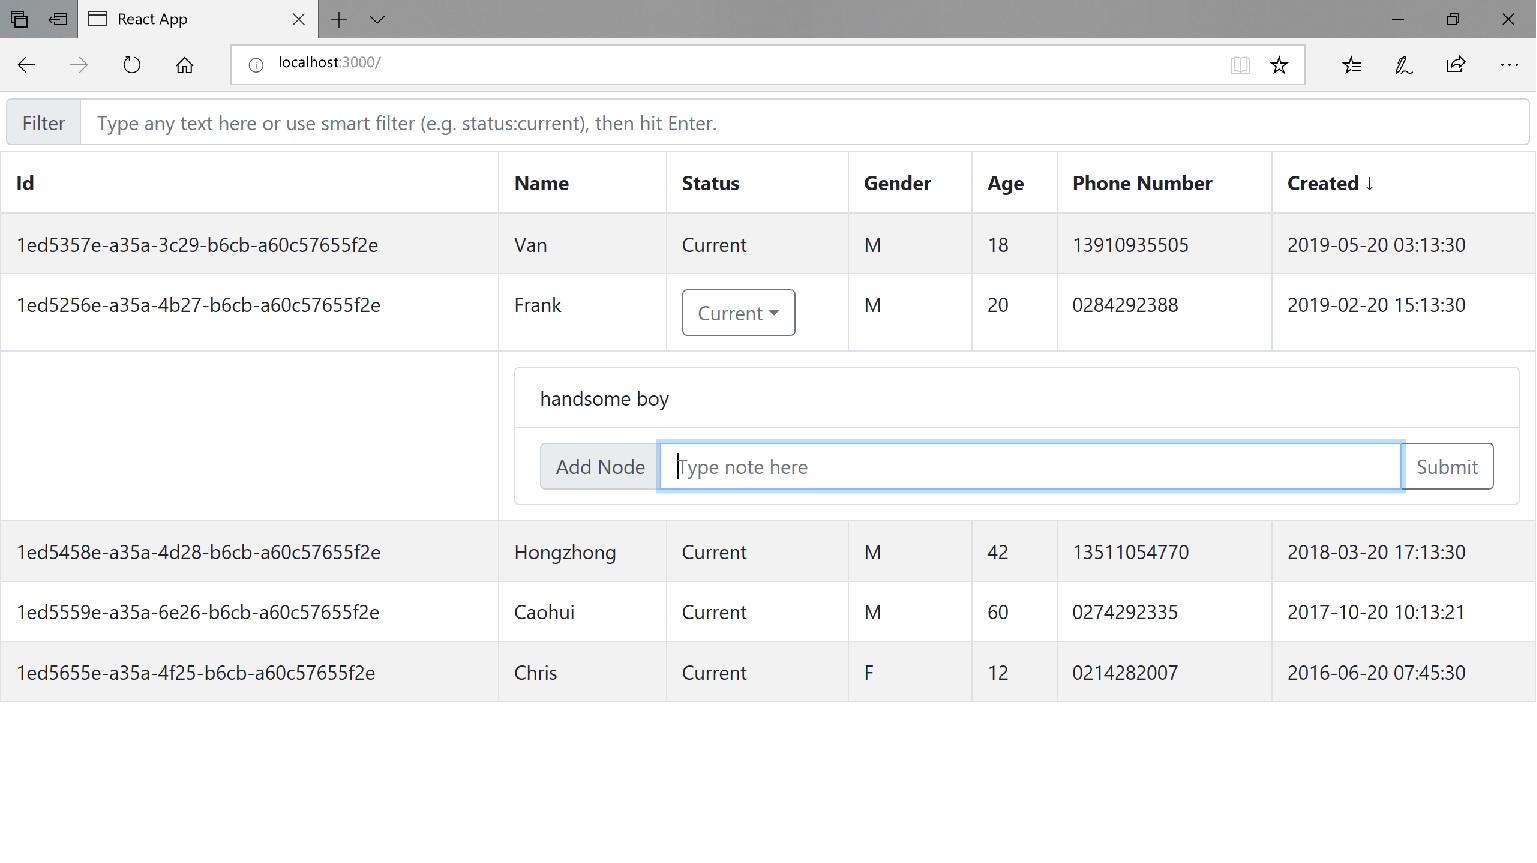 React App
localhost:3000/
Filter Type any text here or use smart filter (e.g. status:current), then hit Enter.
Id Name Status Gender Age Phone Number Created ↓
1ed5357e-a35a-3c29-b6cb-a60c57655f2e Van Current M 18 13910935505 2019-05-20 03:13:30
1ed5256e-a35a-4b27-b6cb-a60c57655f2e Frank Current M 20 0284292388 2019-02-20 15:13:30
handsome boy
Add Node Type note here Submit
1ed5458e-a35a-4d28-b6cb-a60c57655f2e Hongzhong Current M 42 13511054770 2018-03-20 17:13:30
1ed5559e-a35a-6e26-b6cb-a60c57655f2e Caohui Current M 60 0274292335 2017-10-20 10:13:21
1ed5655e-a35a-4f25-b6cb-a60c57655f2e Chris Current F 12 0214282007 2016-06-20 07:45:30